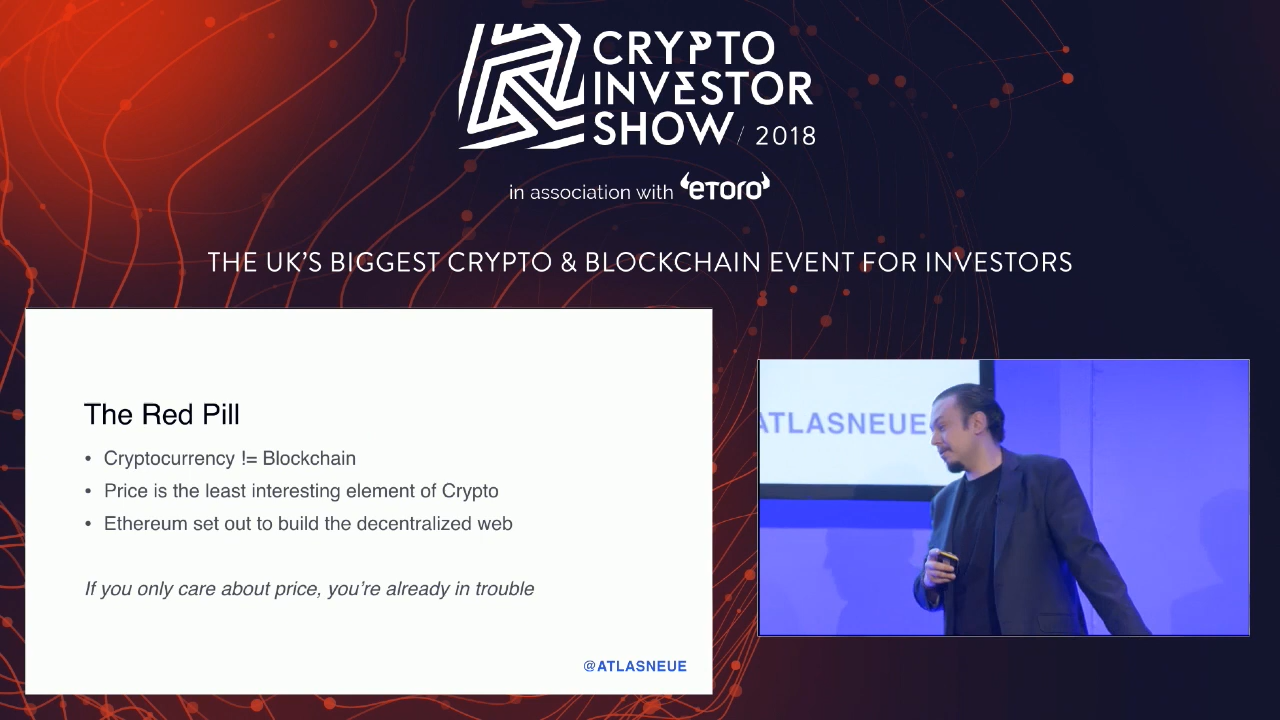 CRYPTO
INVESTOR
SHOW / 2018
in association with eToro
THE UK'S BIGGEST CRYPTO & BLOCKCHAIN EVENT FOR INVESTORS
The Red Pill
• Cryptocurrency != Blockchain
• Price is the least interesting element of Crypto
• Ethereum set out to build the decentralized web
If you only care about price, you're already in trouble
@ATLASNEUE
ATLASNEUE